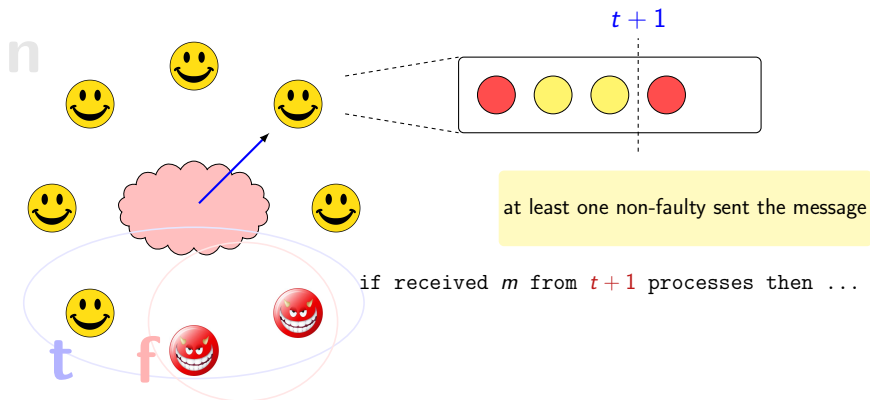 t + 1
n
at least one non-faulty sent the message
if received m from t + 1 processes then ...
t f